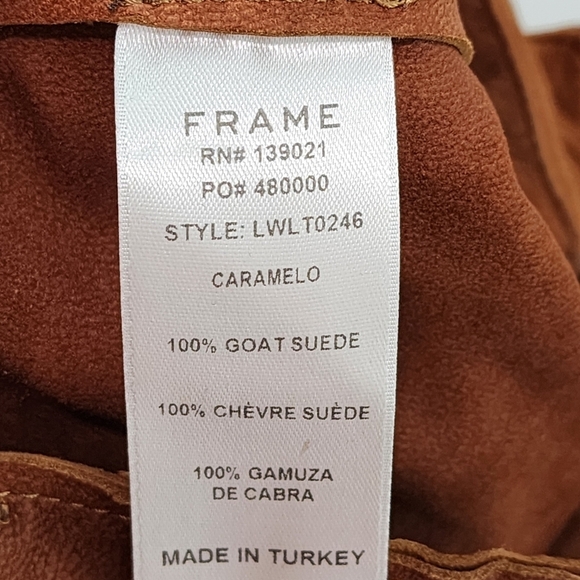 FRAME
RN# 139021
PO# 480000
STYLE: LWLT0246
CARAMELO
100% GOAT SUEDE
100% CHÈVRE SUÈDE
100% GAMUZA
DE CABRA
MADE IN TURKEY